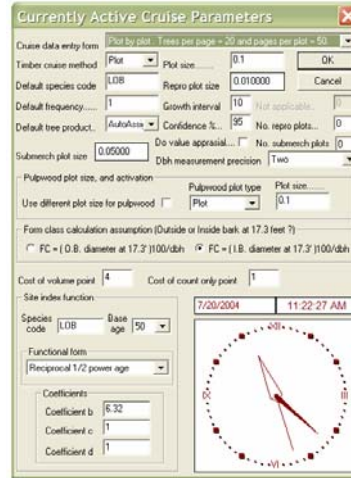 Currently Active Cruise Parameters
Cruise data entry form Plot by plot. Trees per page = 20 and pages per plot = 50.
Timber cruise method Plot Plot size...... 0.1 OK
Default species code LOB Repro plot size 0.010000 Cancel
Default frequency..... 1 Growth interval 10 Not applicable.. 0
Default tree product.. AutoAssi Confidence %... 95 No. repro plots... 0
Submerch plot size 0.05000 Do value apprasial.... No. submerch plots 0
Dbh measurement precision Two
Pulpwood plot size, and activation
Pulpwood plot type Plot size........
Use different plot size for pulpwood Plot 0.1
Form class calculation assumption (Outside or Inside bark at 17.3 feet ?)
FC = ( O.B. diameter at 17.3' )100/dbh FC = ( I.B. diameter at 17.3' )100/dbh
Cost of volume point 4 Cost of count only point 1
Site index function
Species code LOB Base age 50
Functional form
Reciprocal 1/2 power age
Coefficients
Coefficient b 6.32
Coefficient c 1
Coefficient d 1
7/20/2004 11:22:27 AM
XII
III
VI
IX